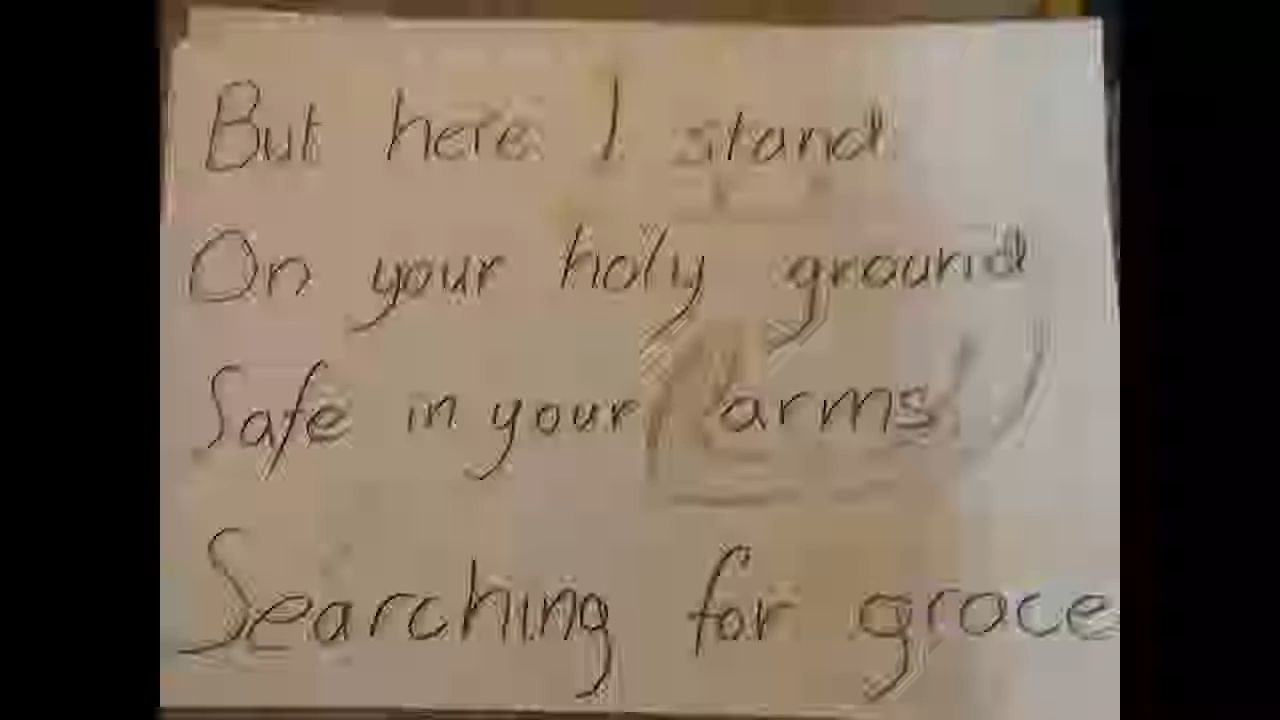 But here I stand
On your holy ground
Safe in your arms
Searching for grace